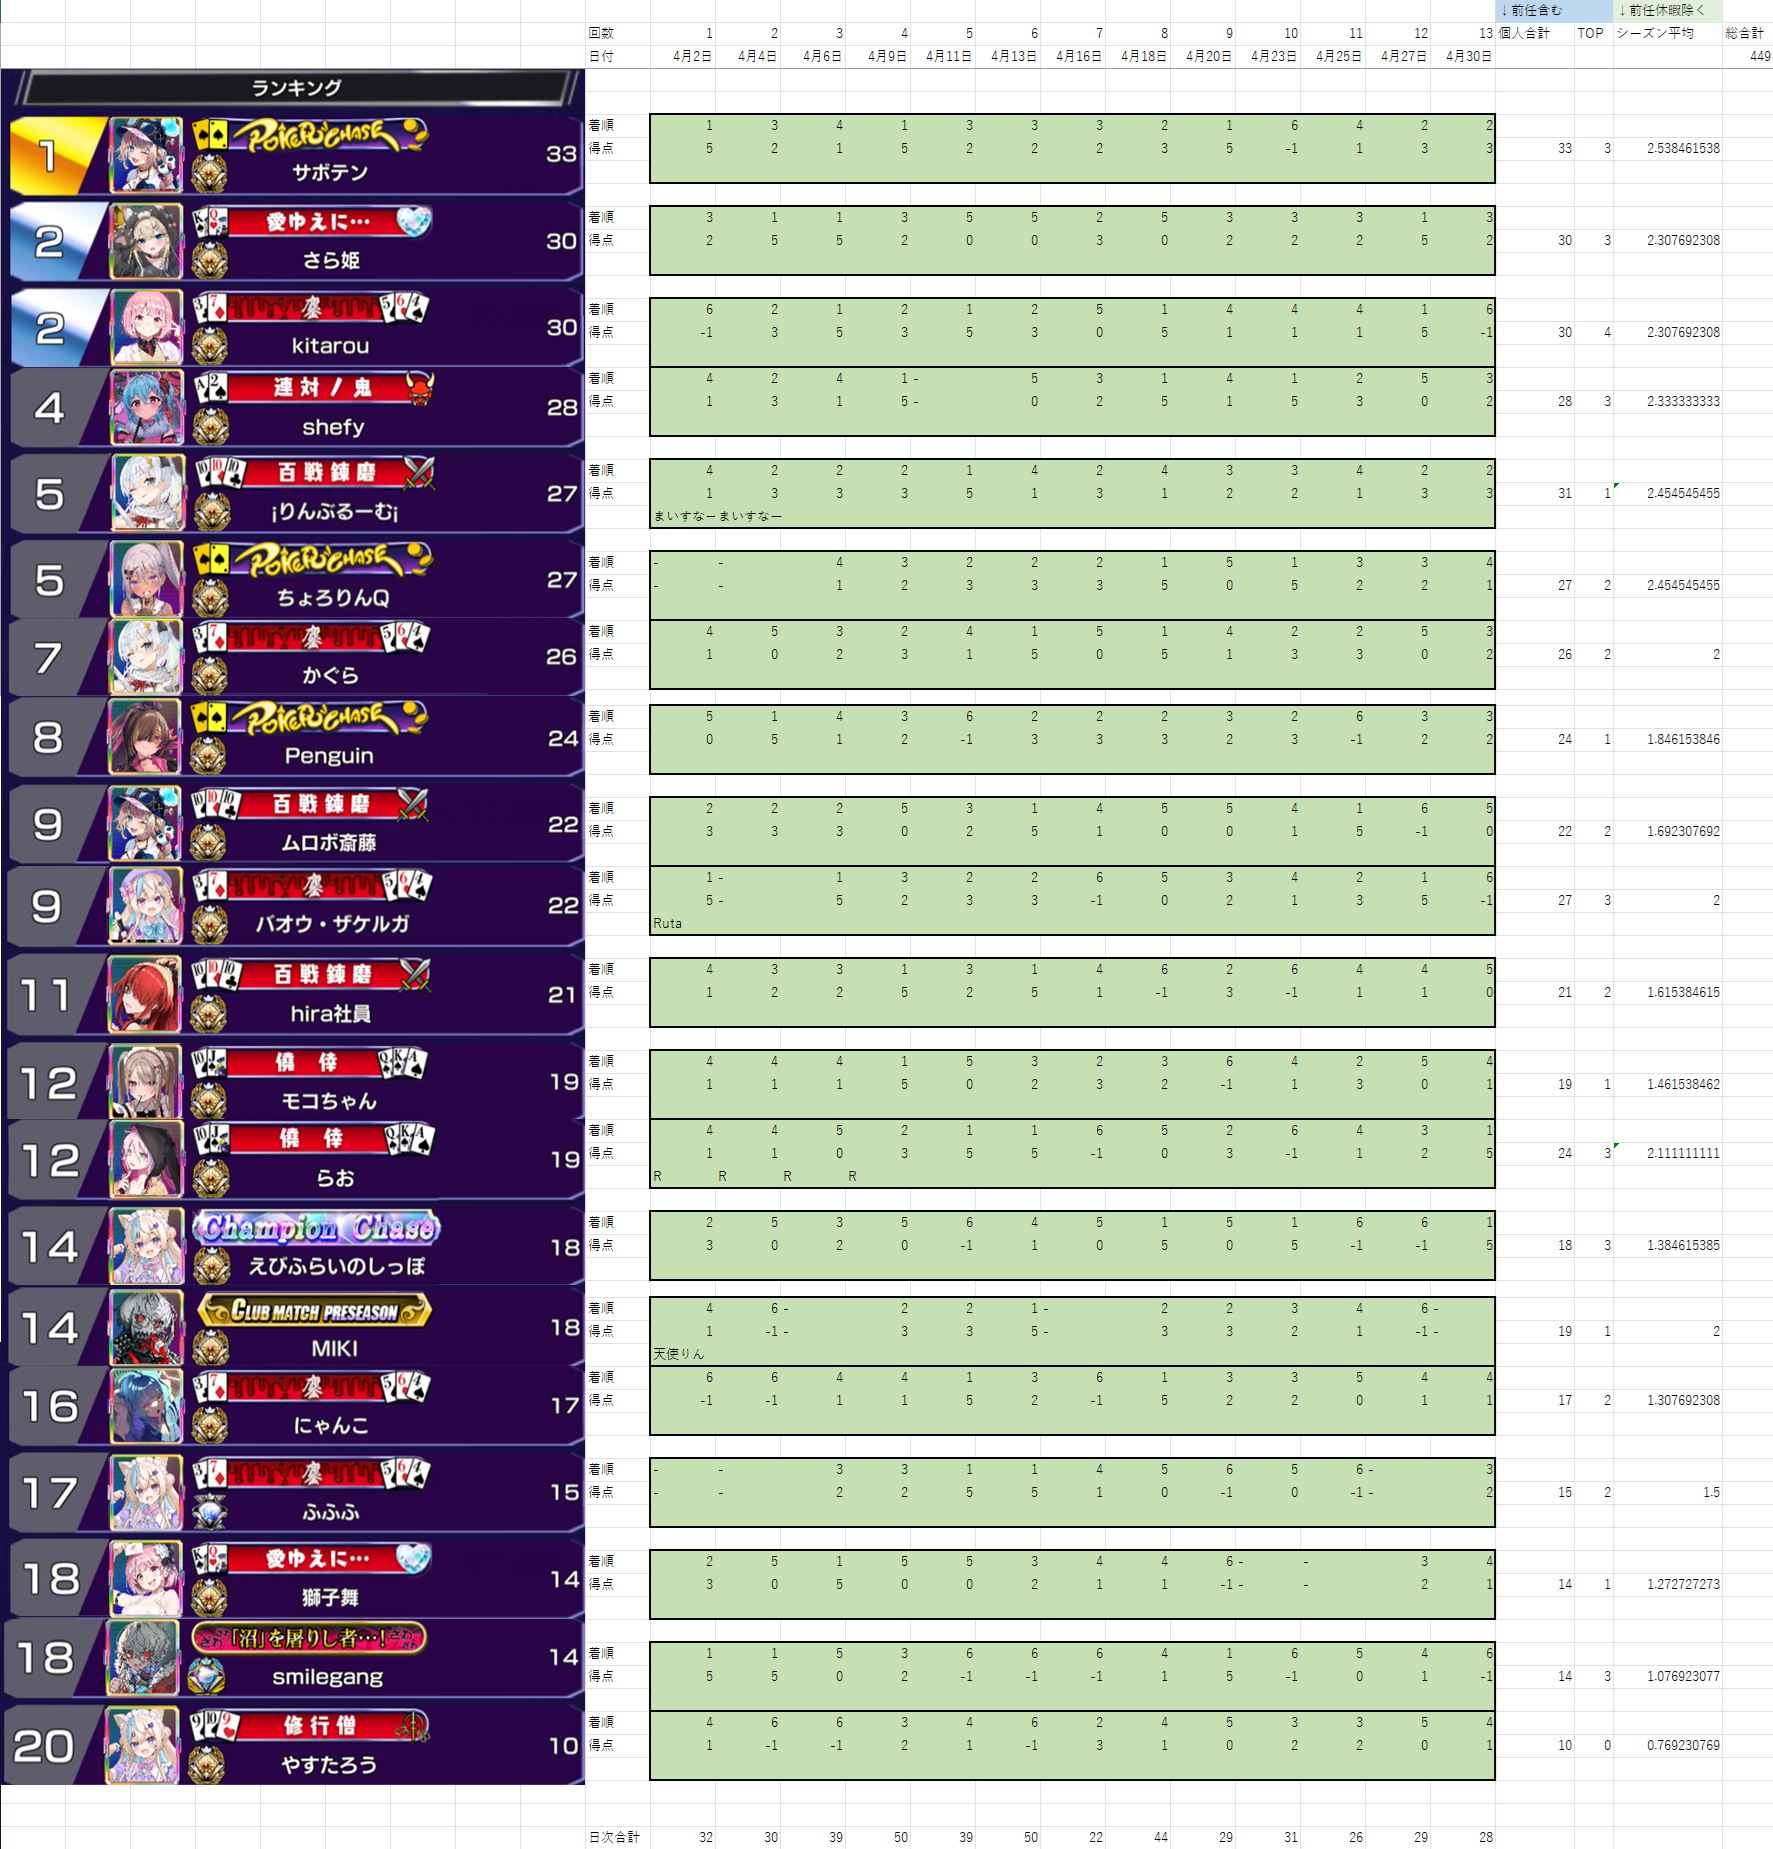 ↓前任含む ↓前任休暇除く
回数 1 2 3 4 5 6 7 8 9 10 11 12 13 個人合計 TOP シーズン平均 総合計
日付 4月2日 4月4日 4月6日 4月9日 4月11日 4月13日 4月16日 4月18日 4月20日 4月23日 4月25日 4月27日 4月30日 449
ランキング
1 POKER CHASE サボテン 33
着順 1 3 4 1 3 3 3 2 1 6 4 2 2
得点 5 2 1 5 2 2 2 3 5 -1 1 3 3 33 3 2.538461538
2 愛ゆえに… さら姫 30
着順 3 1 1 3 5 5 2 5 3 3 3 1 3
得点 2 5 5 2 0 0 3 0 2 2 2 5 2 30 3 2.307692308
2 鏖 kitarou 30
着順 6 2 1 2 1 2 5 1 4 4 4 1 6
得点 -1 3 5 3 5 3 0 5 1 1 1 5 -1 30 4 2.307692308
4 連対ノ鬼 shefy 28
着順 4 2 4 1 - 5 3 1 4 1 2 5 3
得点 1 3 1 5 - 0 2 5 1 5 3 0 2 28 3 2.333333333
5 百戦錬磨 ¡りんぶるーむ¡ 27
着順 4 2 2 2 1 4 2 4 3 3 4 2 2
得点 1 3 3 3 5 1 3 1 2 2 1 3 3 31 1 2.454545455
まいすなー まいすなー
5 POKER CHASE ちょろりんQ 27
着順 - - 4 3 2 2 2 1 5 1 3 3 4
得点 - - 1 2 3 3 3 5 0 5 2 2 1 27 2 2.454545455
7 鏖 かぐら 26
着順 4 5 3 2 4 1 5 1 4 2 2 5 3
得点 1 0 2 3 1 5 0 5 1 3 3 0 2 26 2 2
8 POKER CHASE Penguin 24
着順 5 1 4 3 6 2 2 2 3 2 6 3 3
得点 0 5 1 2 -1 3 3 3 2 3 -1 2 2 24 1 1.846153846
9 百戦錬磨 ムロボ斎藤 22
着順 2 2 2 5 3 1 4 5 5 4 1 6 5
得点 3 3 3 0 2 5 1 0 0 1 5 -1 0 22 2 1.692307692
9 鏖 バオウ・ザケルガ 22
着順 1 - 1 3 2 2 6 5 3 4 2 1 6
得点 5 - 5 2 3 3 -1 0 2 1 3 5 -1 27 3 2
Ruta
11 百戦錬磨 hira社員 21
着順 4 3 3 1 3 1 4 6 2 6 4 4 5
得点 1 2 2 5 2 5 1 -1 3 -1 1 1 0 21 2 1.615384615
12 僥倖 モコちゃん 19
着順 4 4 4 1 5 3 2 3 6 4 2 5 4
得点 1 1 1 5 0 2 3 2 -1 1 3 0 1 19 1 1.461538462
12 僥倖 らお 19
着順 4 4 5 2 1 1 6 5 2 6 4 3 1
得点 1 1 0 3 5 5 -1 0 3 -1 1 2 5 24 3 2.111111111
R R R R
14 Champion Chase えびふらいのしっぽ 18
着順 2 5 3 5 6 4 5 1 5 1 6 6 1
得点 3 0 2 0 -1 1 0 5 0 5 -1 -1 5 18 3 1.384615385
14 CLUB MATCH PRESEASON MIKI 18
着順 4 6 - 2 2 1 - 2 2 3 4 6 -
得点 1 -1 - 3 3 5 - 3 3 2 1 -1 - 19 1 2
天使りん
16 鏖 にゃんこ 17
着順 6 6 4 4 1 3 6 1 3 3 5 4 4
得点 -1 -1 1 1 5 2 -1 5 2 2 0 1 1 17 2 1.307692308
17 鏖 ふふふ 15
着順 - - 3 3 1 1 4 5 6 5 6 - 3
得点 - - 2 2 5 5 1 0 -1 0 -1 - 2 15 2 1.5
18 愛ゆえに… 獅子舞 14
着順 2 5 1 5 5 3 4 4 6 - - 3 4
得点 3 0 5 0 0 2 1 1 -1 - - 2 1 14 1 1.272727273
18 ざわ「沼」を屠りし者…!ざわ smilegang 14
着順 1 1 5 3 6 6 6 4 1 6 5 4 6
得点 5 5 0 2 -1 -1 -1 1 5 -1 0 1 -1 14 3 1.076923077
20 修行僧 やすたろう 10
着順 4 6 6 3 4 6 2 4 5 3 3 5 4
得点 1 -1 -1 2 1 -1 3 1 0 2 2 0 1 10 0 0.769230769
日次合計 32 30 39 50 39 50 22 44 29 31 26 29 28